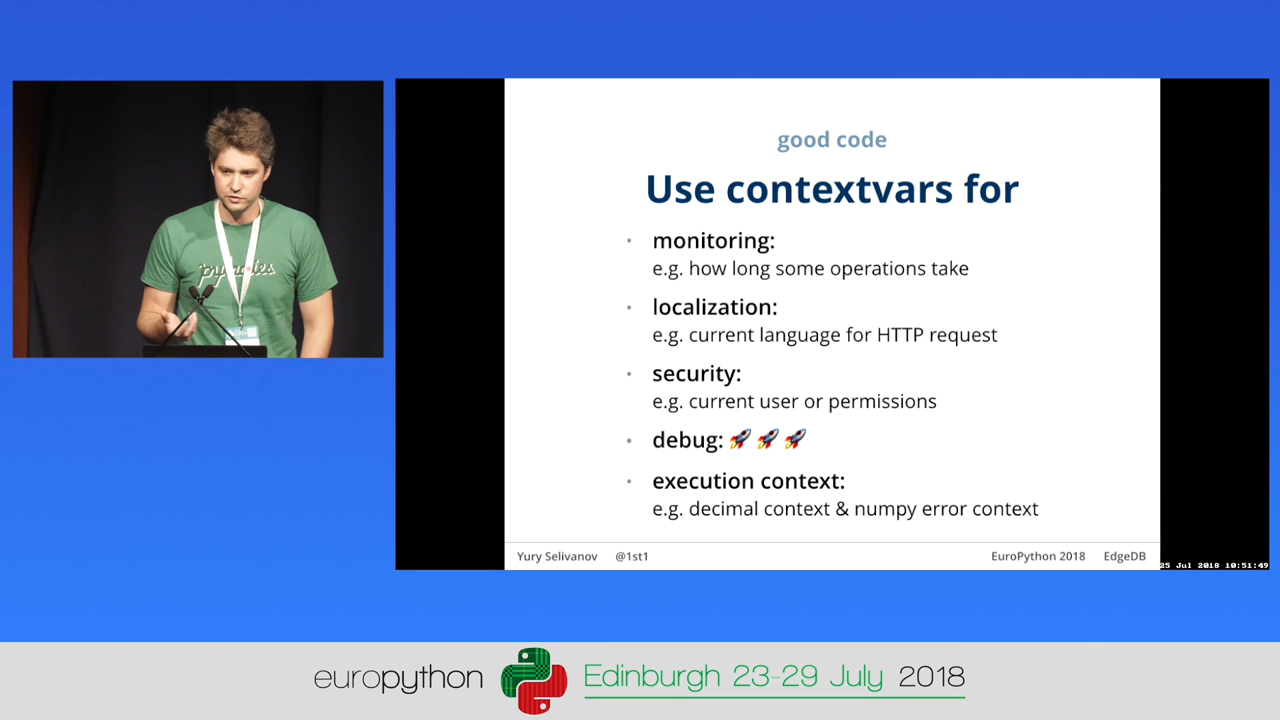 good code
Use contextvars for
• monitoring:
e.g. how long some operations take
• localization:
e.g. current language for HTTP request
• security:
e.g. current user or permissions
• debug: 🚀 🚀 🚀
• execution context:
e.g. decimal context & numpy error context
Yury Selivanov @1st1 EuroPython 2018 EdgeDB
25 Jul 2018 10:51:49
europython Edinburgh 23-29 July 2018